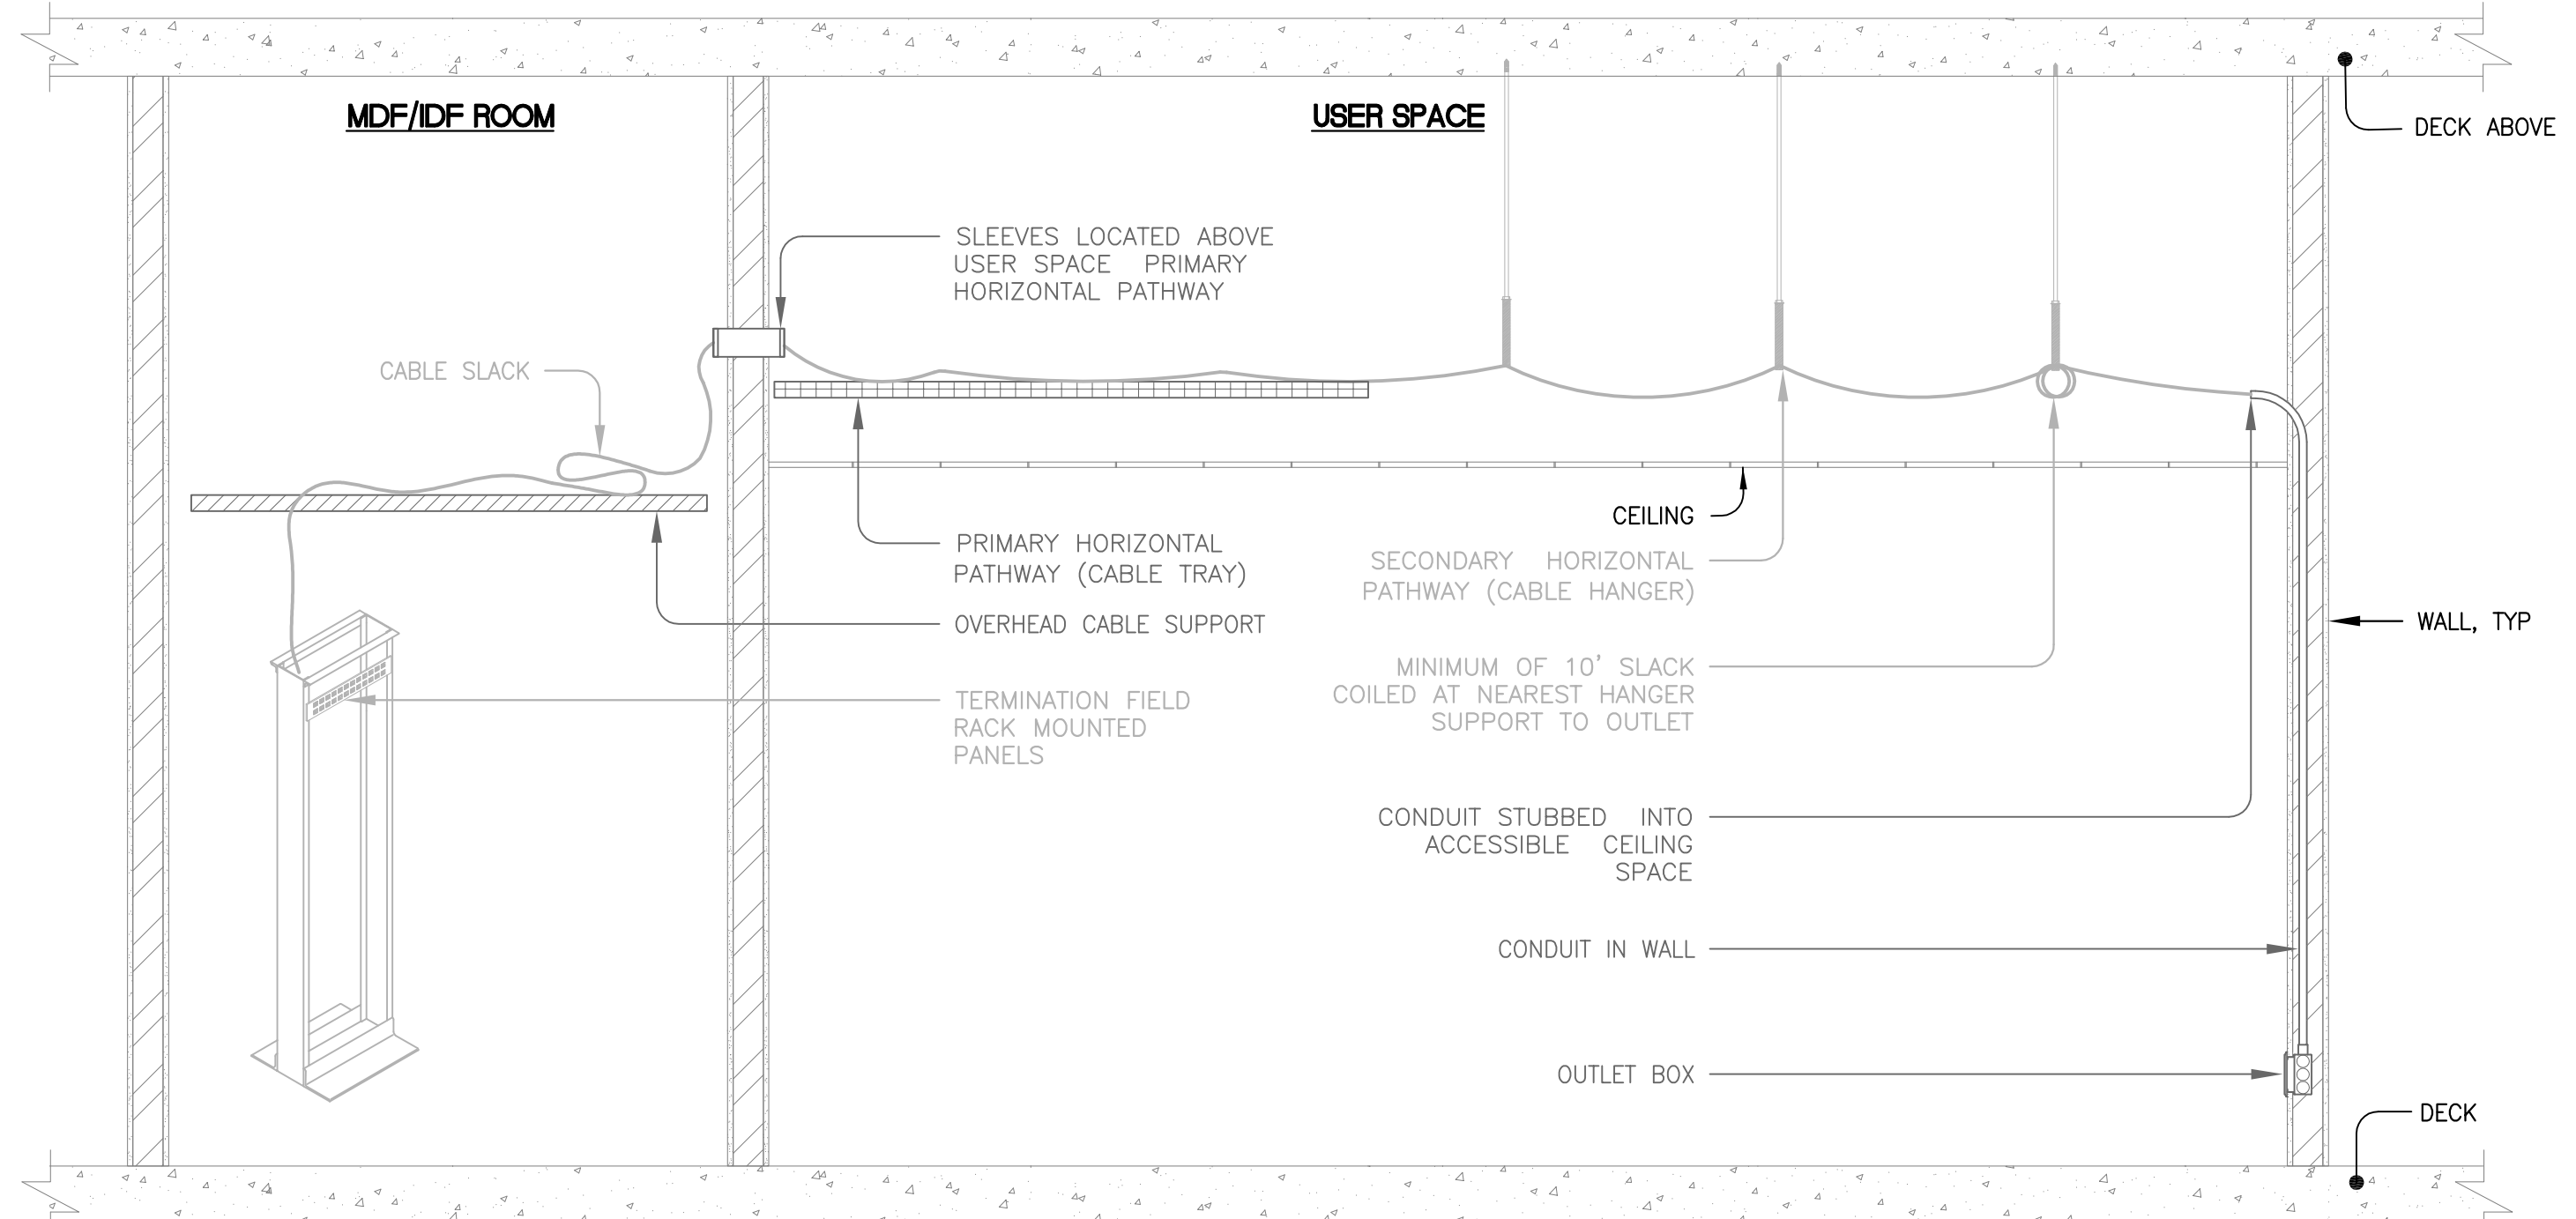 MDF/IDF ROOM
USER SPACE
DECK ABOVE
SLEEVES LOCATED ABOVE
USER SPACE PRIMARY
HORIZONTAL PATHWAY
CABLE SLACK
CEILING
PRIMARY HORIZONTAL
PATHWAY (CABLE TRAY)
SECONDARY HORIZONTAL
PATHWAY (CABLE HANGER)
OVERHEAD CABLE SUPPORT
WALL, TYP
MINIMUM OF 10' SLACK
COILED AT NEAREST HANGER
SUPPORT TO OUTLET
TERMINATION FIELD
RACK MOUNTED
PANELS
CONDUIT STUBBED INTO
ACCESSIBLE CEILING
SPACE
CONDUIT IN WALL
OUTLET BOX
DECK